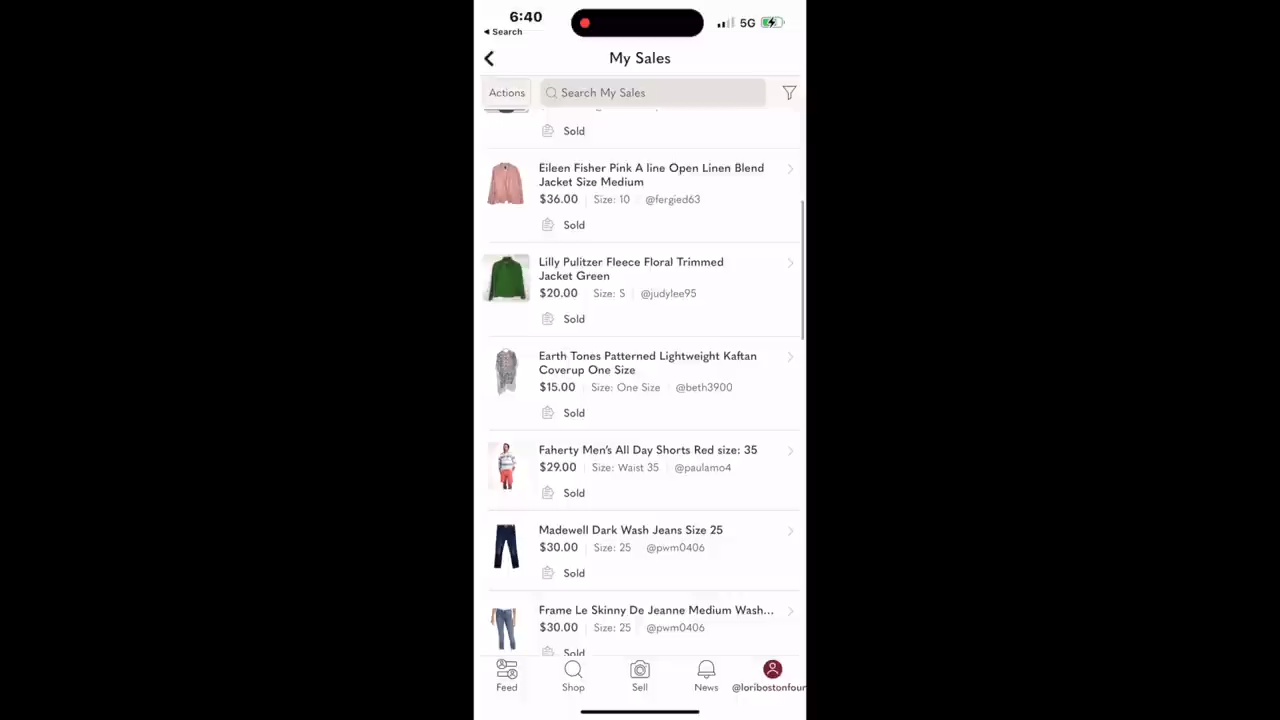 6:40
5G
Search
My Sales
Actions
Search My Sales
Sold
Eileen Fisher Pink A line Open Linen Blend
Jacket Size Medium
$36.00 Size: 10 @fergied63
Sold
Lilly Pulitzer Fleece Floral Trimmed
Jacket Green
$20.00 Size: S @judylee95
Sold
Earth Tones Patterned Lightweight Kaftan
Coverup One Size
$15.00 Size: One Size @beth3900
Sold
Faherty Men's All Day Shorts Red size: 35
$29.00 Size: Waist 35 @paulamo4
Sold
Madewell Dark Wash Jeans Size 25
$30.00 Size: 25 @pwm0406
Sold
Frame Le Skinny De Jeanne Medium Wash...
$30.00 Size: 25 @pwm0406
Sold
Feed Shop Sell News @loribostonfour